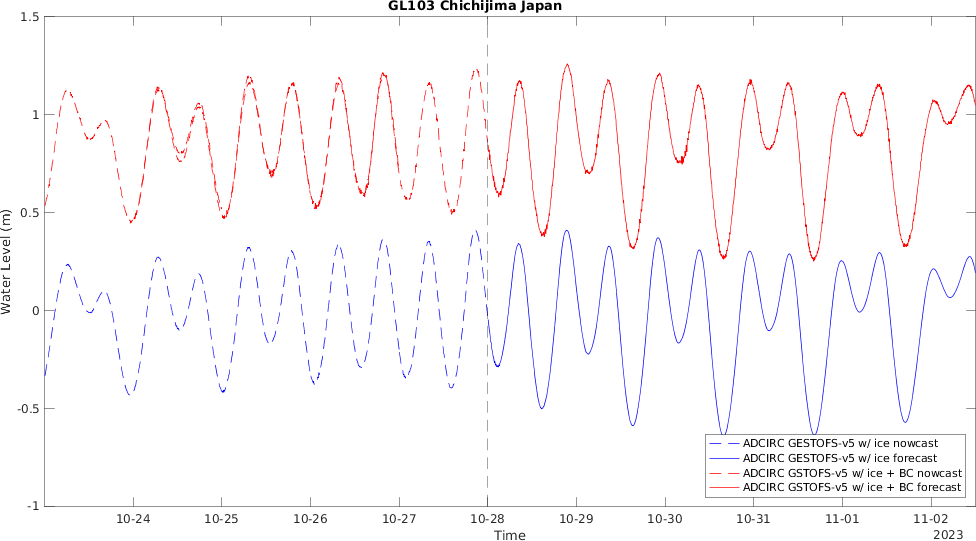 GL103 Chichijima Japan
1.5
1
0.5
0
-0.5
-1
Water Level (m)
10-24 10-25 10-26 10-27 10-28 10-29 10-30 10-31 11-01 11-02
Time
2023
ADCIRC GESTOFS-v5 w/ ice nowcast
ADCIRC GESTOFS-v5 w/ ice forecast
ADCIRC GSTOFS-v5 w/ ice + BC nowcast
ADCIRC GSTOFS-v5 w/ ice + BC forecast